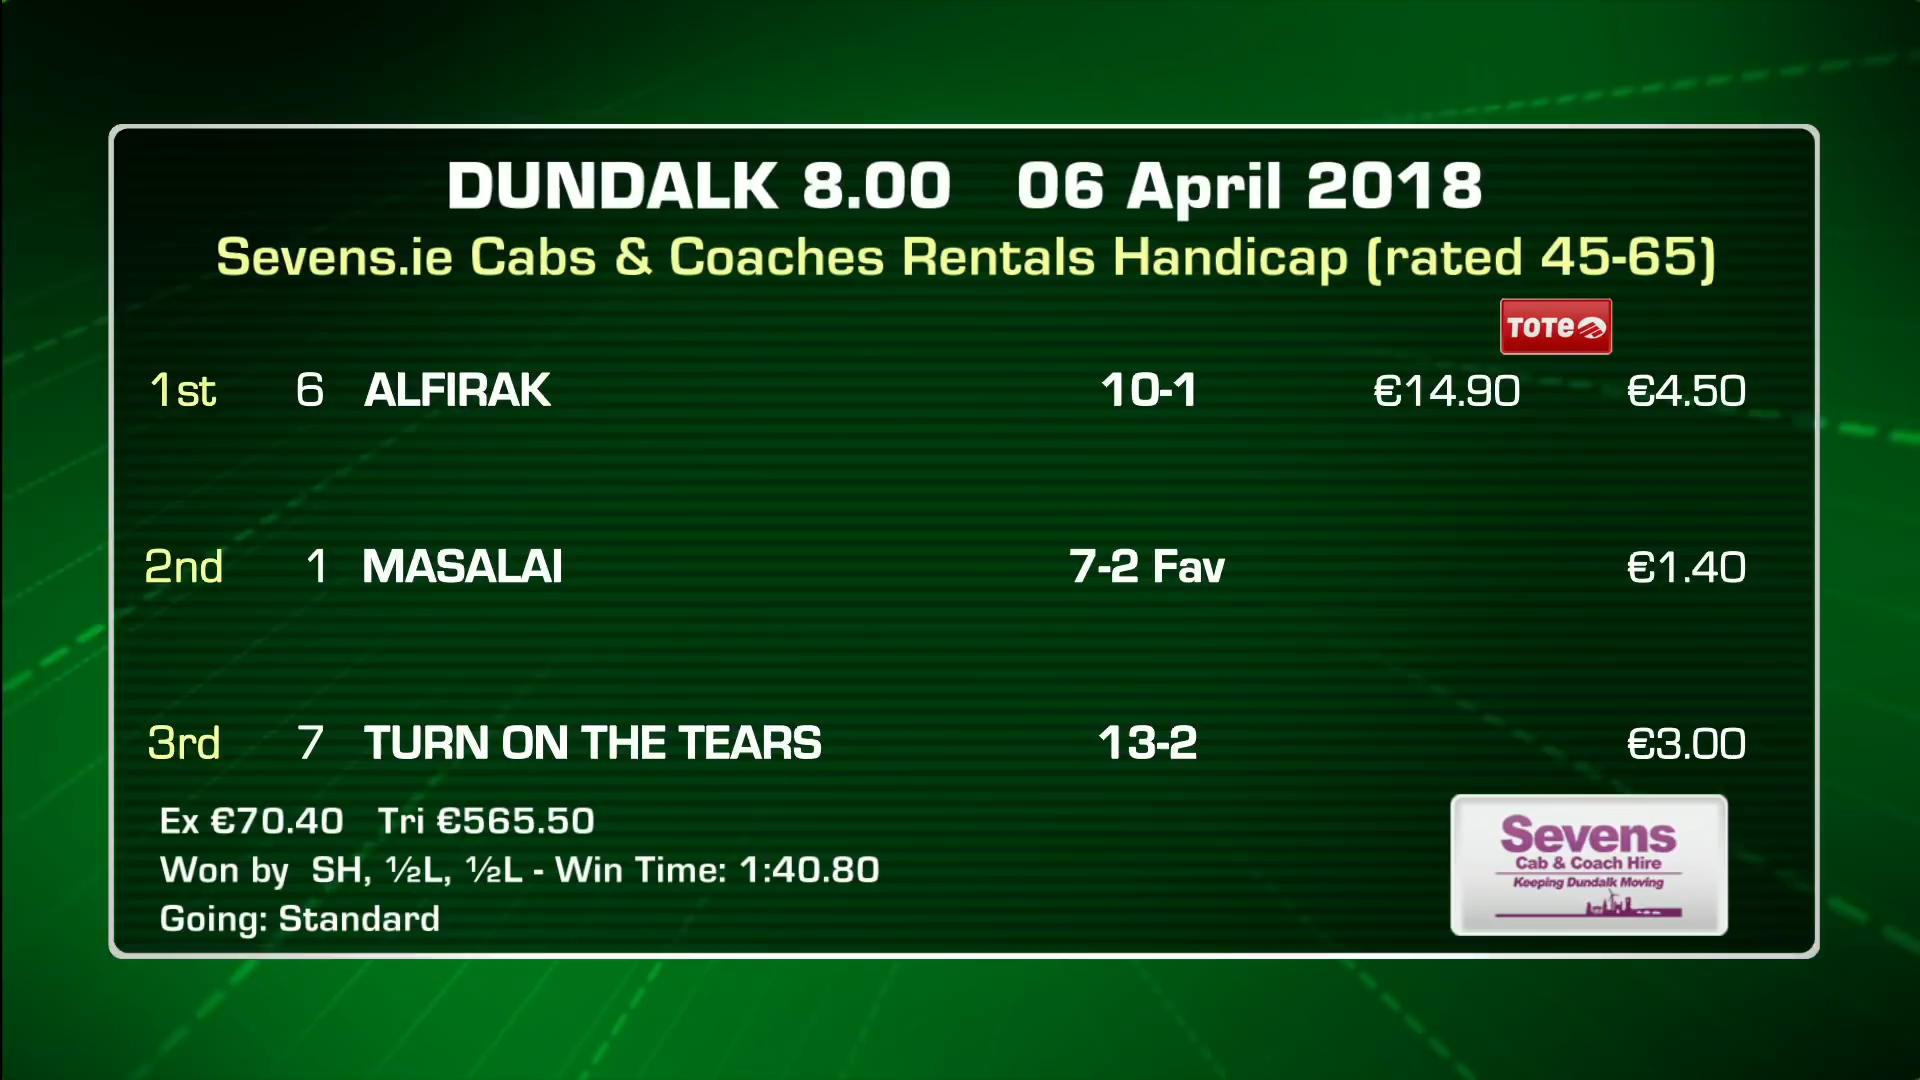 DUNDALK 8.00 06 April 2018
Sevens.ie Cabs & Coaches Rentals Handicap (rated 45-65)
TOTE
1st 6 ALFIRAK 10-1 €14.90 €4.50
2nd 1 MASALAI 7-2 Fav €1.40
3rd 7 TURN ON THE TEARS 13-2 €3.00
Ex €70.40 Tri €565.50
Won by SH, ½L, ½L - Win Time: 1:40.80
Going: Standard
Sevens
Cab & Coach Hire
Keeping Dundalk Moving